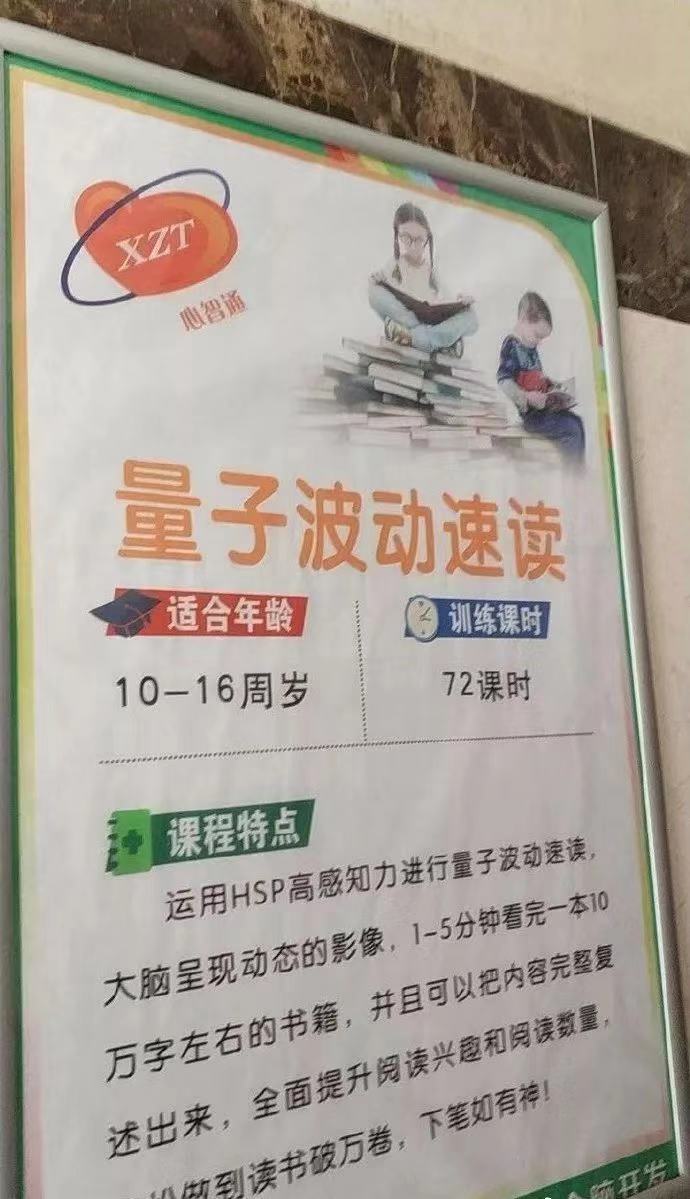 XZT
心智通
量子波动速读
适合年龄
训练课时
10-16周岁
72课时
课程特点
运用HSP高感知力进行量子波动速读，
大脑呈现动态的影像，1-5分钟看完一本10
万字左右的书籍，并且可以把内容完整复
述出来，全面提升阅读兴趣和阅读数量，
做到读书破万卷，下笔如有神！
脑开发